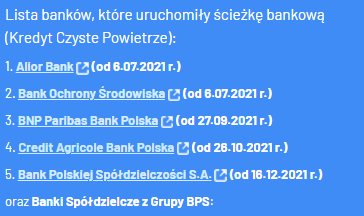 Lista banków, które uruchomiły ścieżkę bankową
(Kredyt Czyste Powietrze):
1. Alior Bank (od 6.07.2021 r.)
2. Bank Ochrony Środowiska (od 6.07.2021 r.)
3. BNP Paribas Bank Polska (od 27.09.2021 r.)
4. Credit Agricole Bank Polska (od 26.10.2021 r.)
5. Bank Polskiej Spółdzielczości S.A. (od 16.12.2021 r.)
oraz Banki Spółdzielcze z Grupy BPS: